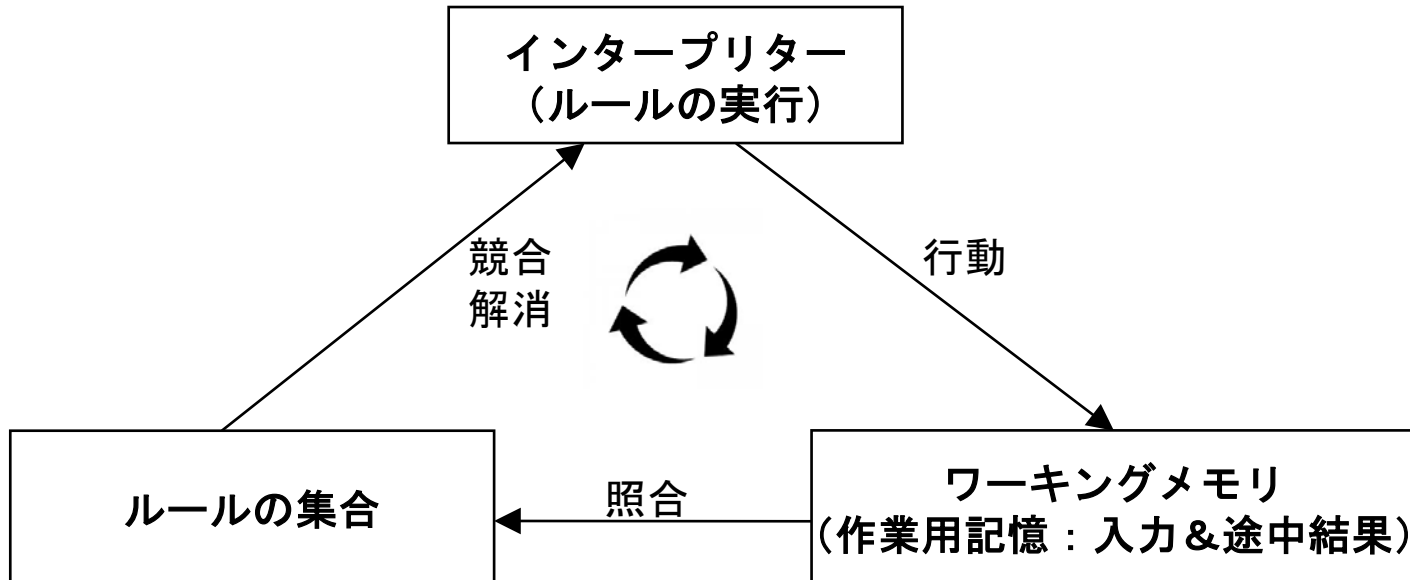 インタープリター
（ルールの実行）
競合
解消
行動
ルールの集合
照合
ワーキングメモリ
（作業用記憶：入力＆途中結果）